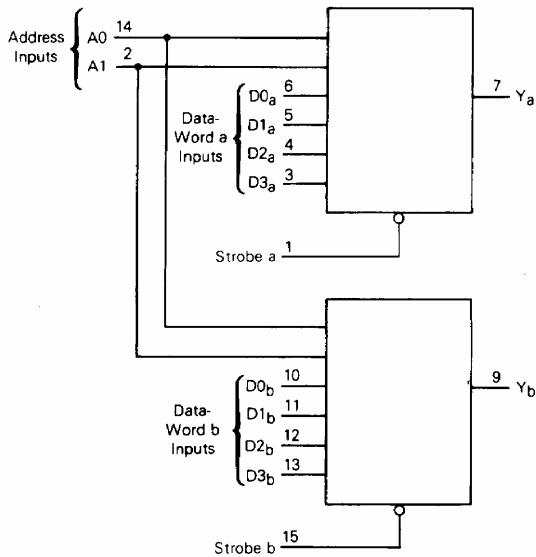 Address
Inputs
A0 14
A1 2
Data-
Word a
Inputs
D0a 6
D1a 5
D2a 4
D3a 3
7 Ya
Strobe a 1
Data-
Word b
Inputs
D0b 10
D1b 11
D2b 12
D3b 13
9 Yb
Strobe b 15